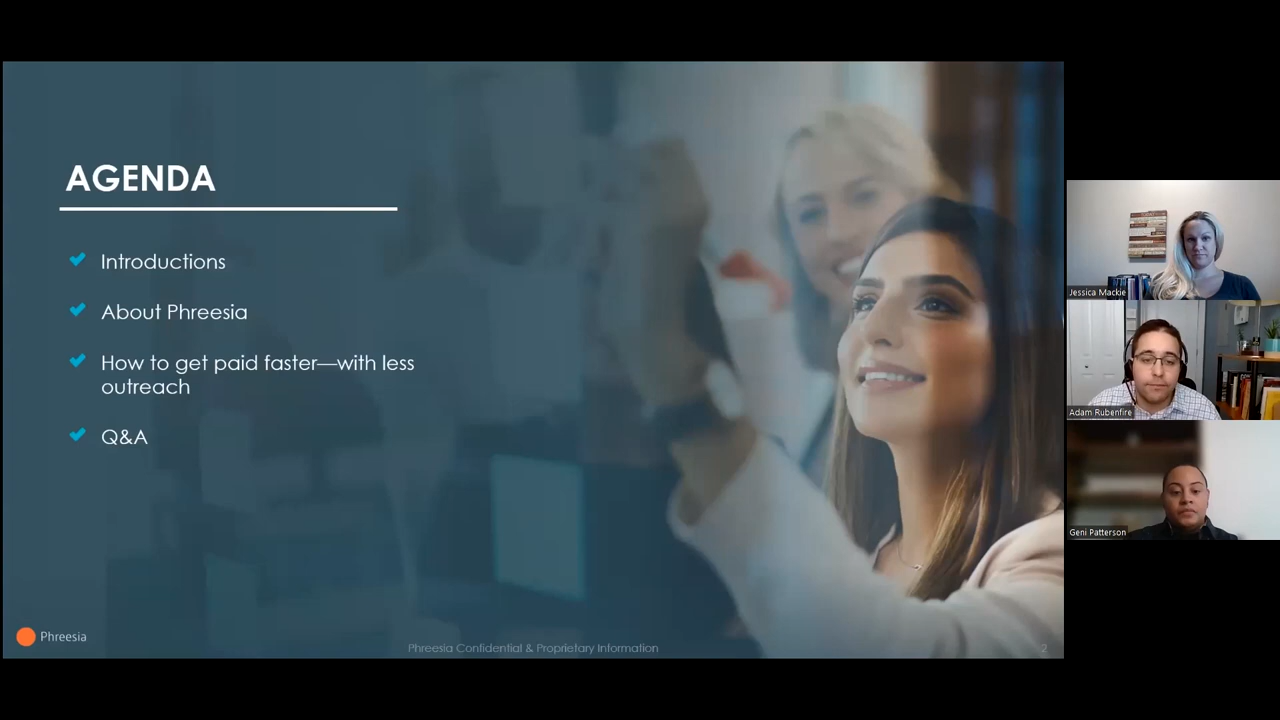 AGENDA
Introductions
About Phreesia
How to get paid faster—with less
outreach
Q&A
Phreesia
Phreesia Confidential & Proprietary Information
2
Jessica Mackie
Adam Rubenfire
Geni Patterson